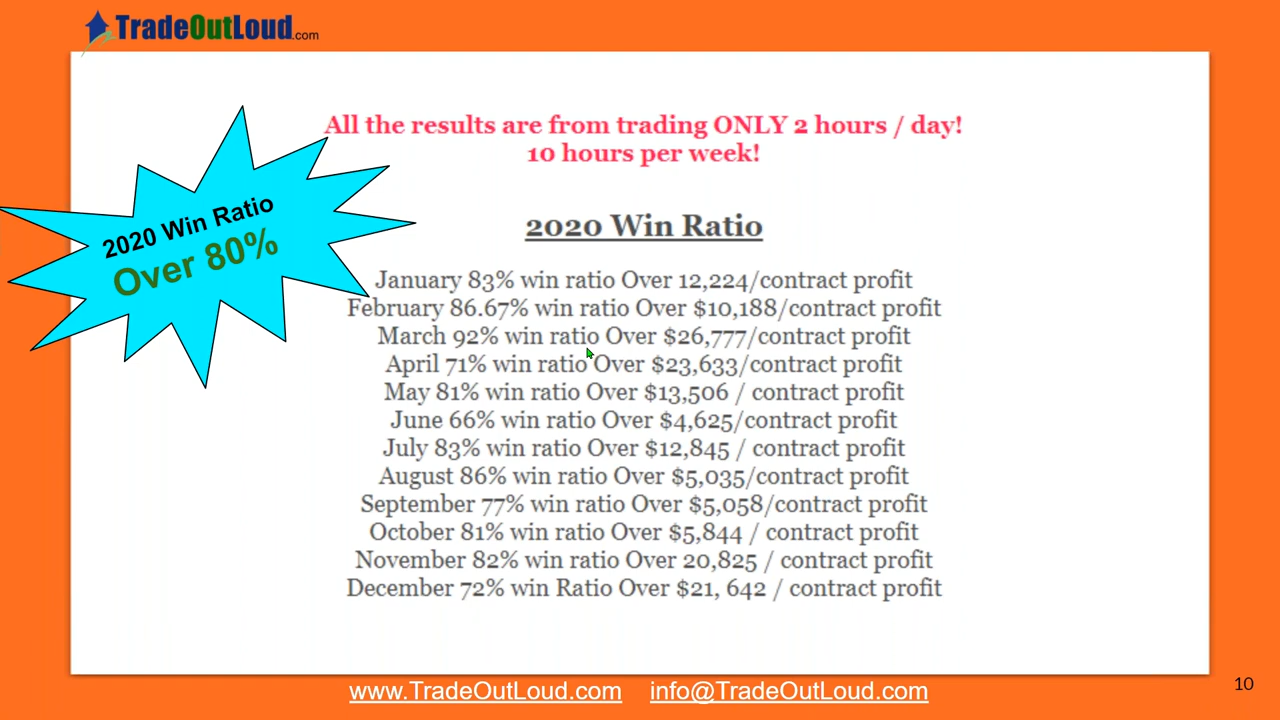 TradeOutLoud.com
All the results are from trading ONLY 2 hours / day!
10 hours per week!
2020 Win Ratio
Over 80%
2020 Win Ratio
January 83% win ratio Over 12,224/contract profit
February 86.67% win ratio Over $10,188/contract profit
March 92% win ratio Over $26,777/contract profit
April 71% win ratio Over $23,633/contract profit
May 81% win ratio Over $13,506 / contract profit
June 66% win ratio Over $4,625/contract profit
July 83% win ratio Over $12,845 / contract profit
August 86% win ratio Over $5,035/contract profit
September 77% win ratio Over $5,058/contract profit
October 81% win ratio Over $5,844 / contract profit
November 82% win ratio Over 20,825 / contract profit
December 72% win Ratio Over $21, 642 / contract profit
www.TradeOutLoud.com info@TradeOutLoud.com
10